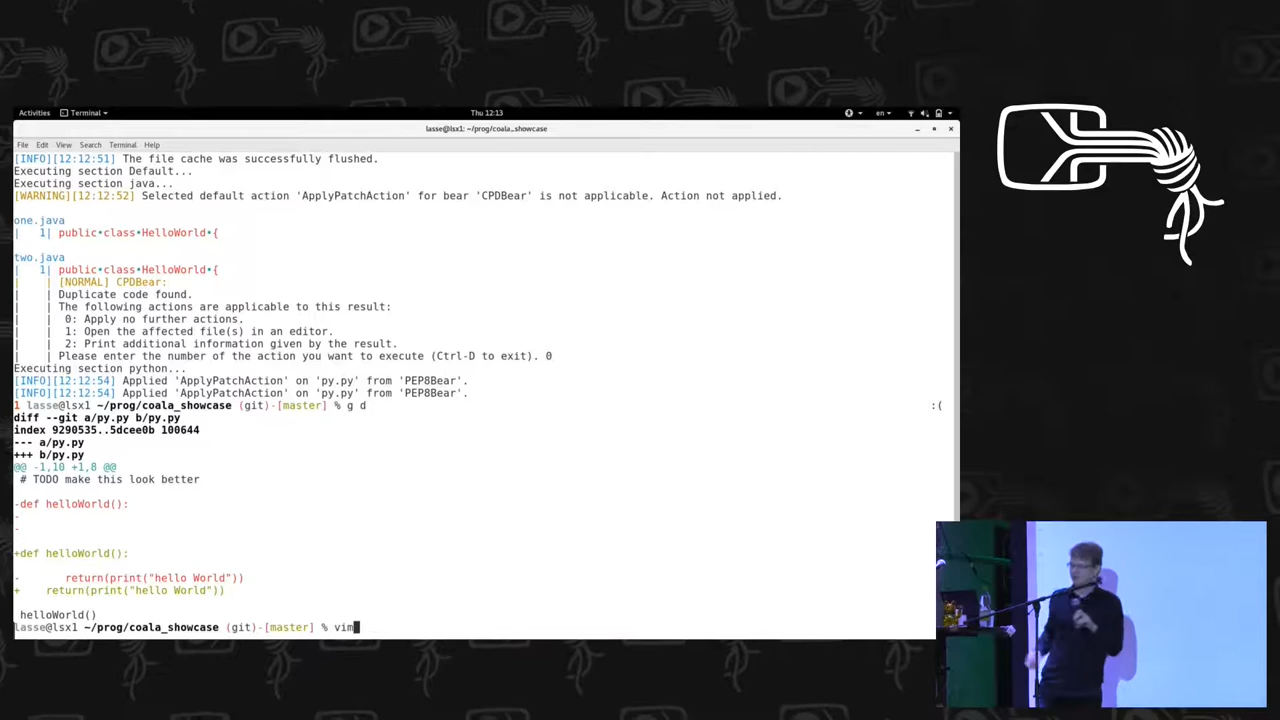 Activities Terminal Thu 12:13 en
lasse@lsx1: ~/prog/coala_showcase
File Edit View Search Terminal Help
[INFO][12:12:51] The file cache was successfully flushed.
Executing section Default...
Executing section java...
[WARNING][12:12:52] Selected default action 'ApplyPatchAction' for bear 'CPDBear' is not applicable. Action not applied.
one.java
|   1| public•class•HelloWorld•{
two.java
|   1| public•class•HelloWorld•{
|    | [NORMAL] CPDBear:
|    | Duplicate code found.
|    | The following actions are applicable to this result:
|    |  0: Apply no further actions.
|    |  1: Open the affected file(s) in an editor.
|    |  2: Print additional information given by the result.
|    | Please enter the number of the action you want to execute (Ctrl-D to exit). 0
Executing section python...
[INFO][12:12:54] Applied 'ApplyPatchAction' on 'py.py' from 'PEP8Bear'.
[INFO][12:12:54] Applied 'ApplyPatchAction' on 'py.py' from 'PEP8Bear'.
1 lasse@lsx1 ~/prog/coala_showcase (git)-[master] % g d :(
diff --git a/py.py b/py.py
index 9290535..5dcee0b 100644
--- a/py.py
+++ b/py.py
@@ -1,10 +1,8 @@
 # TODO make this look better
-def helloWorld():
-
-
+def helloWorld():
-       return(print("hello World"))
+    return(print("hello World"))
 helloWorld()
lasse@lsx1 ~/prog/coala_showcase (git)-[master] % vim